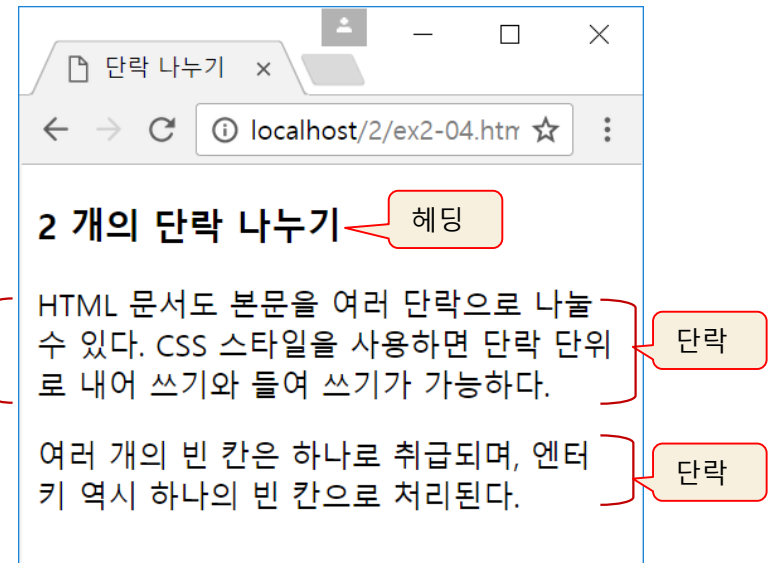 단락 나누기
localhost/2/ex2-04.htm
2 개의 단락 나누기
헤딩
HTML 문서도 본문을 여러 단락으로 나눌
수 있다. CSS 스타일을 사용하면 단락 단위
로 내어 쓰기와 들여 쓰기가 가능하다.
단락
여러 개의 빈 칸은 하나로 취급되며, 엔터
키 역시 하나의 빈 칸으로 처리된다.
단락